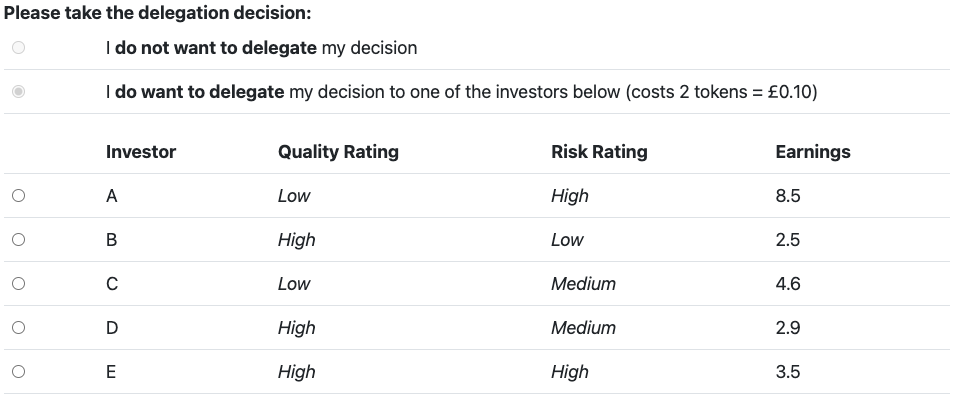 Please take the delegation decision:
I do not want to delegate my decision
I do want to delegate my decision to one of the investors below (costs 2 tokens = £0.10)
Investor Quality Rating Risk Rating Earnings
A Low High 8.5
B High Low 2.5
C Low Medium 4.6
D High Medium 2.9
E High High 3.5